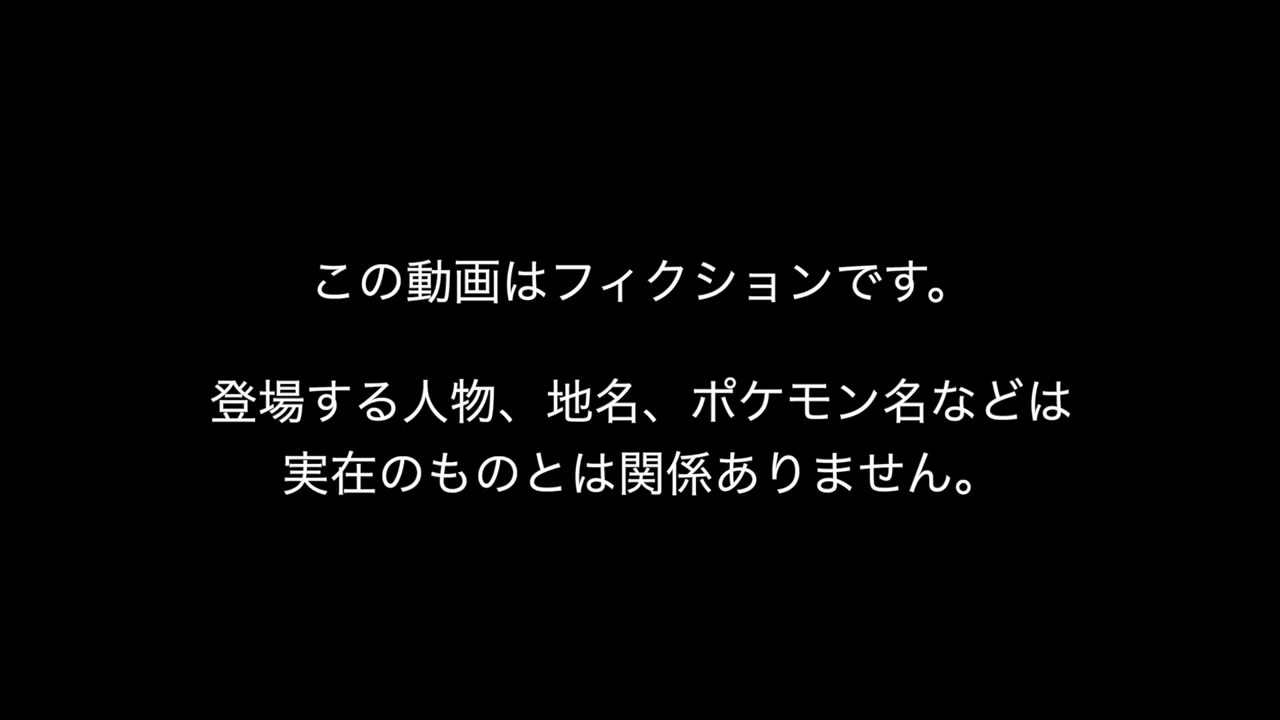 この動画はフィクションです。
登場する人物、地名、ポケモン名などは
実在のものとは関係ありません。